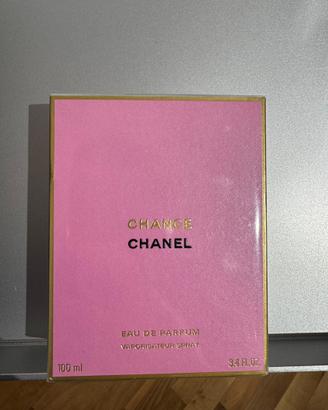 CHANCE
CHANEL
EAU DE PARFUM
VAPORISATEUR SPRAY
100 ml
3.4 FL.OZ.